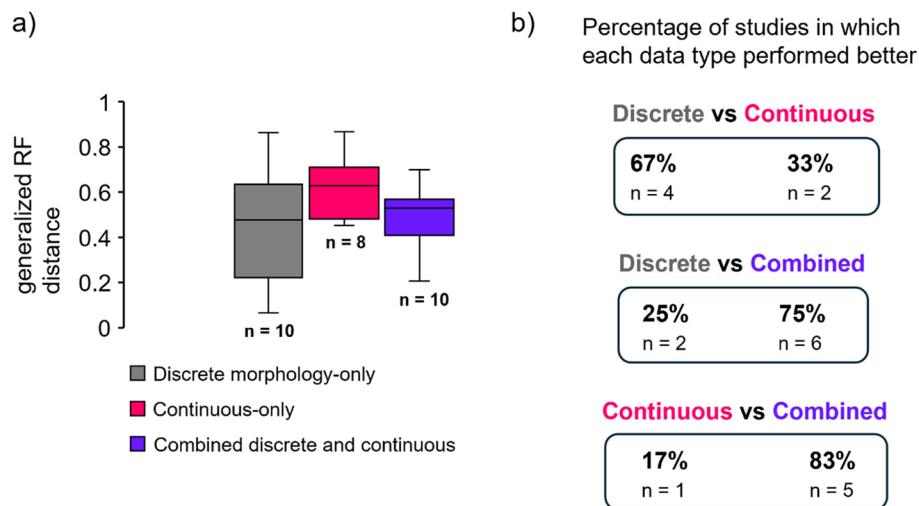 a)
generalized RF
distance
1
0.8
0.6
0.4
0.2
0
n = 10
n = 8
n = 10
Discrete morphology-only
Continuous-only
Combined discrete and continuous
b)
Percentage of studies in which
each data type performed better
Discrete vs Continuous
67% 33%
n = 4 n = 2
Discrete vs Combined
25% 75%
n = 2 n = 6
Continuous vs Combined
17% 83%
n = 1 n = 5